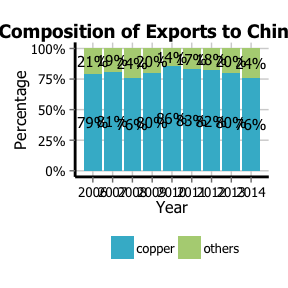 Composition of Exports to Chin
100%
75%
50%
25%
0%
Percentage
21% 19% 24% 20% 14% 17% 18% 20% 24%
79% 81% 76% 80% 86% 83% 82% 80% 76%
2006 2007 2008 2009 2010 2011 2012 2013 2014
Year
copper others